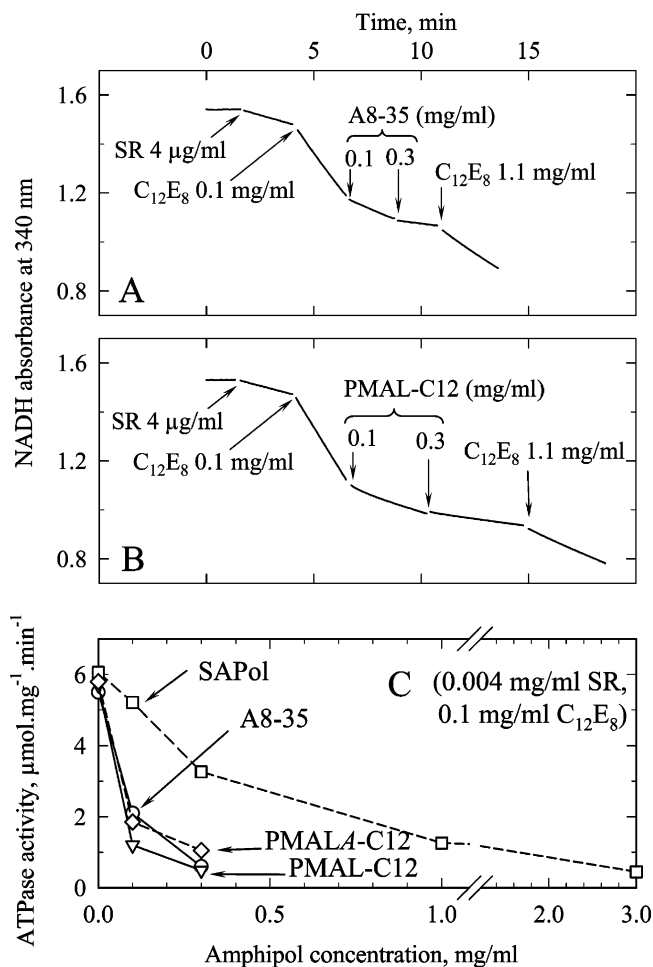 Time, min
0 5 10 15
NADH absorbance at 340 nm
1.6
1.2
0.8
A8-35 (mg/ml)
0.1 0.3
SR 4 µg/ml
C₁₂E₈ 0.1 mg/ml
C₁₂E₈ 1.1 mg/ml
A
1.6
1.2
0.8
PMAL-C12 (mg/ml)
0.1 0.3
SR 4 µg/ml
C₁₂E₈ 0.1 mg/ml
C₁₂E₈ 1.1 mg/ml
B
ATPase activity, µmol.mg⁻¹.min⁻¹
6
4
2
0
SAPol
C (0.004 mg/ml SR,
0.1 mg/ml C₁₂E₈)
A8-35
PMALA-C12
PMAL-C12
0.0 0.5 1.0 2.0 3.0
Amphipol concentration, mg/ml